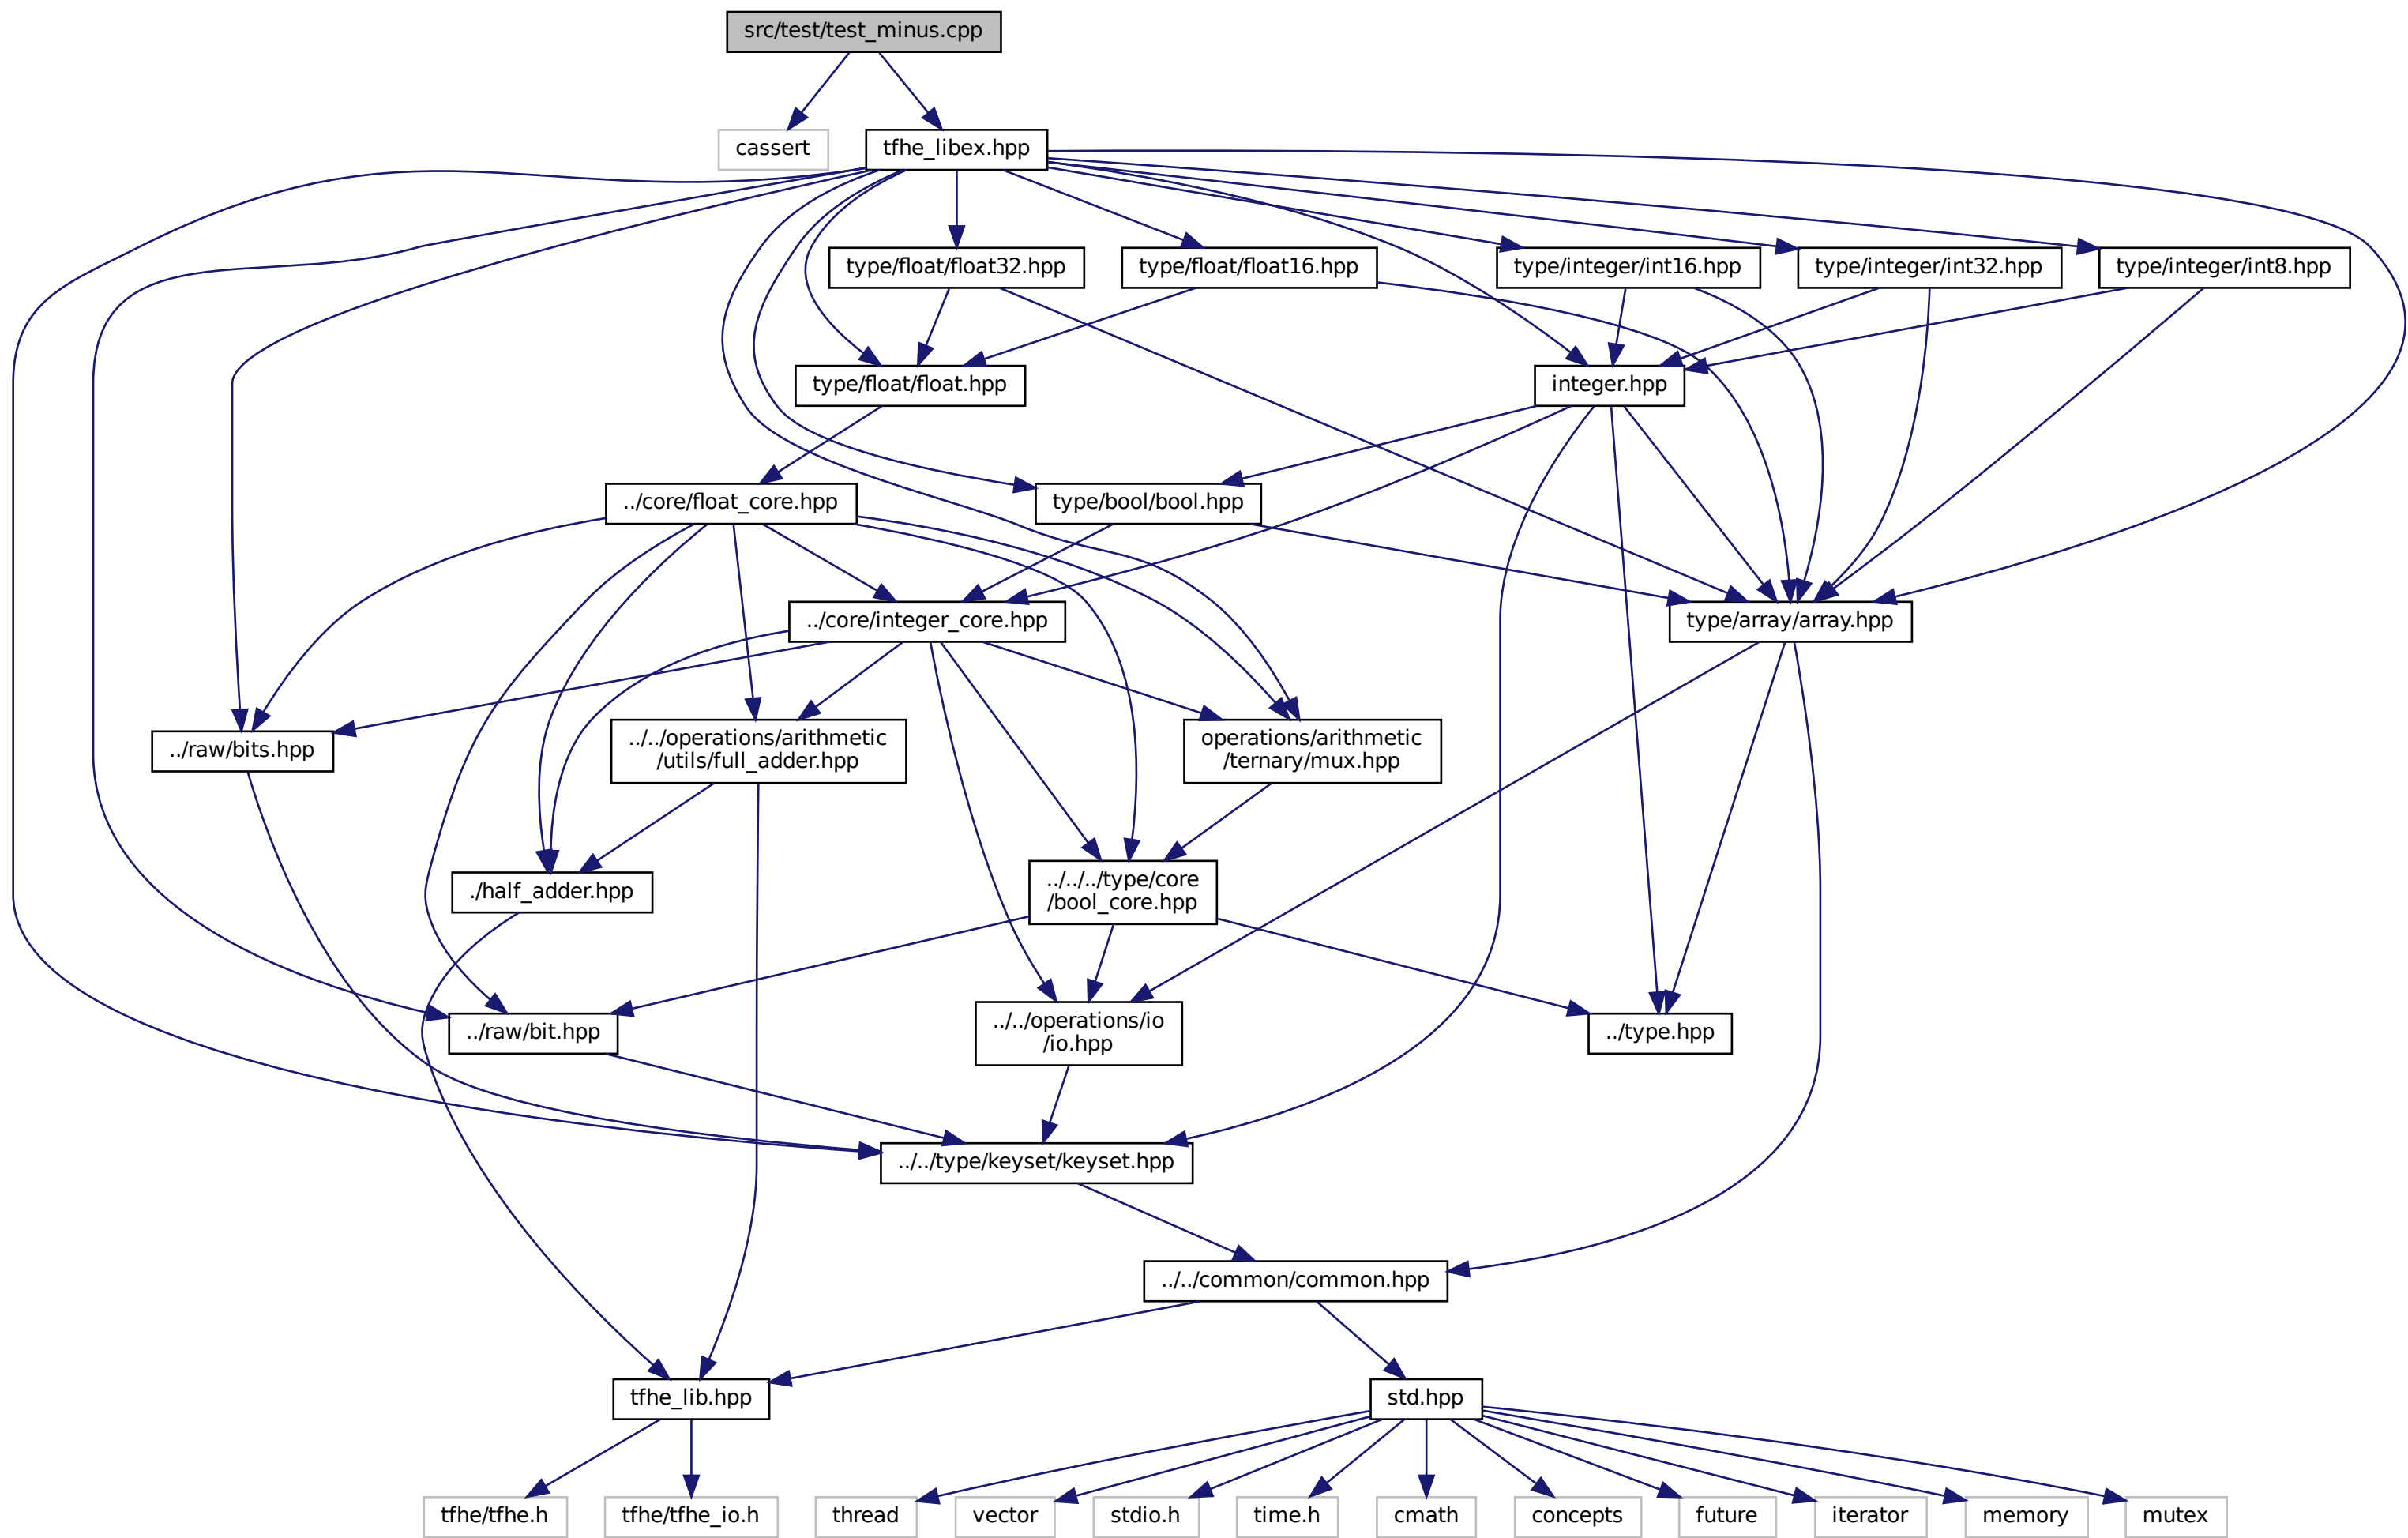 src/test/test_minus.cpp
cassert
tfhe_libex.hpp
type/float/float32.hpp
type/float/float16.hpp
type/integer/int16.hpp
type/integer/int32.hpp
type/integer/int8.hpp
type/float/float.hpp
integer.hpp
../core/float_core.hpp
type/bool/bool.hpp
../core/integer_core.hpp
type/array/array.hpp
../raw/bits.hpp
../../operations/arithmetic
/utils/full_adder.hpp
operations/arithmetic
/ternary/mux.hpp
./half_adder.hpp
../../../type/core
/bool_core.hpp
../raw/bit.hpp
../../operations/io
/io.hpp
../type.hpp
../../type/keyset/keyset.hpp
../../common/common.hpp
tfhe_lib.hpp
std.hpp
tfhe/tfhe.h
tfhe/tfhe_io.h
thread
vector
stdio.h
time.h
cmath
concepts
future
iterator
memory
mutex